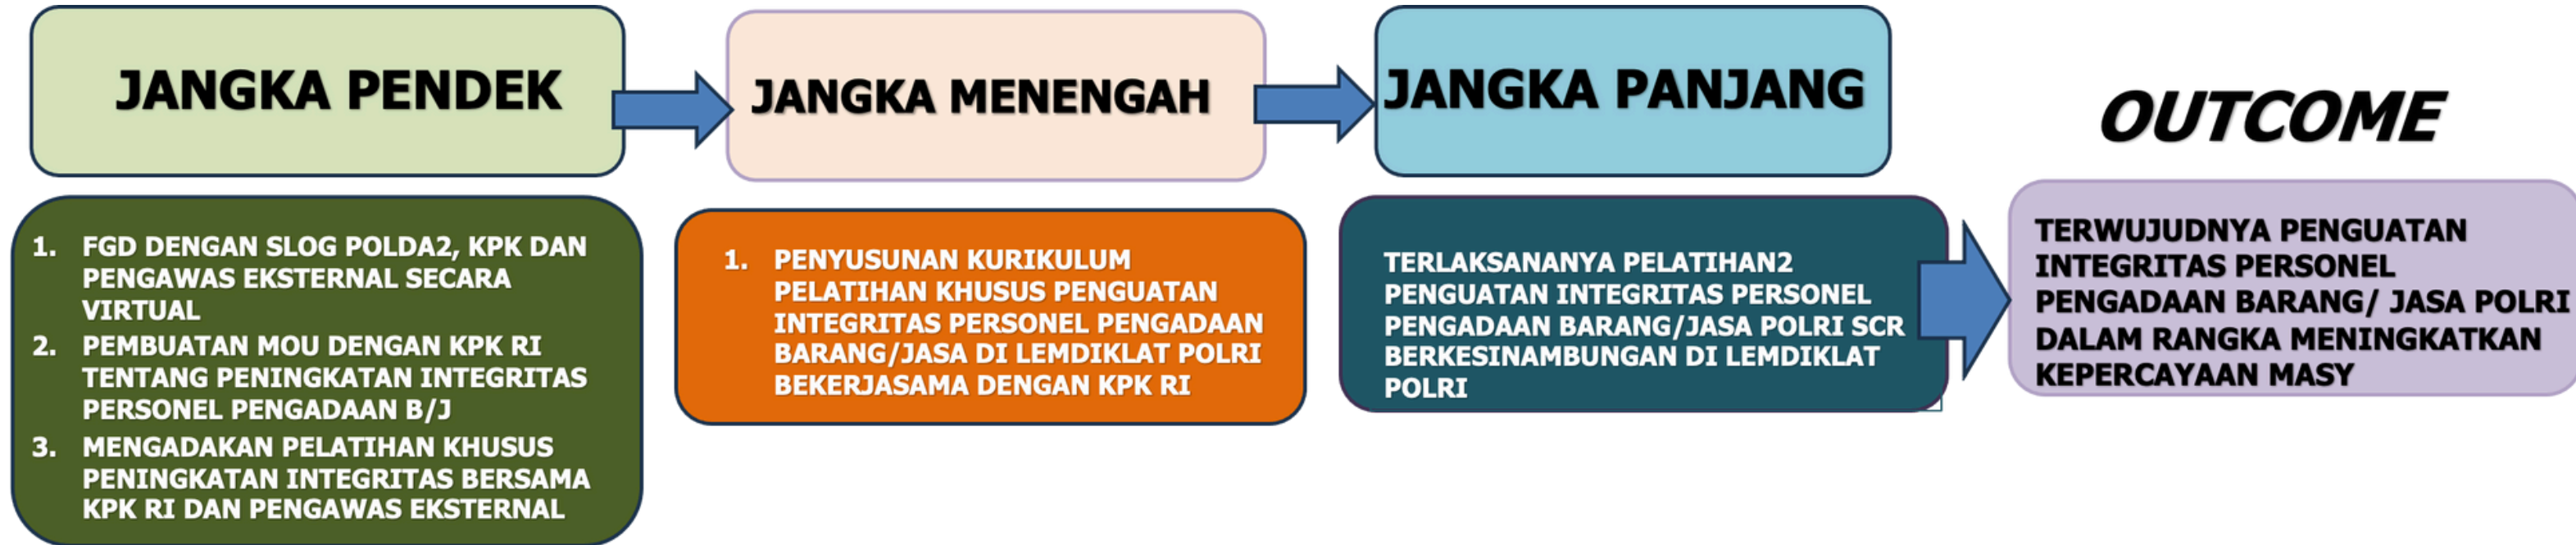 JANGKA PENDEK
JANGKA MENENGAH
JANGKA PANJANG
OUTCOME
1. FGD DENGAN SLOG POLDA2, KPK DAN
PENGAWAS EKSTERNAL SECARA
VIRTUAL
2. PEMBUATAN MOU DENGAN KPK RI
TENTANG PENINGKATAN INTEGRITAS
PERSONEL PENGADAAN B/J
3. MENGADAKAN PELATIHAN KHUSUS
PENINGKATAN INTEGRITAS BERSAMA
KPK RI DAN PENGAWAS EKSTERNAL
1. PENYUSUNAN KURIKULUM
PELATIHAN KHUSUS PENGUATAN
INTEGRITAS PERSONEL PENGADAAN
BARANG/JASA DI LEMDIKLAT POLRI
BEKERJASAMA DENGAN KPK RI
TERLAKSANANYA PELATIHAN2
PENGUATAN INTEGRITAS PERSONEL
PENGADAAN BARANG/JASA POLRI SCR
BERKESINAMBUNGAN DI LEMDIKLAT
POLRI
TERWUJUDNYA PENGUATAN
INTEGRITAS PERSONEL
PENGADAAN BARANG/ JASA POLRI
DALAM RANGKA MENINGKATKAN
KEPERCAYAAN MASY